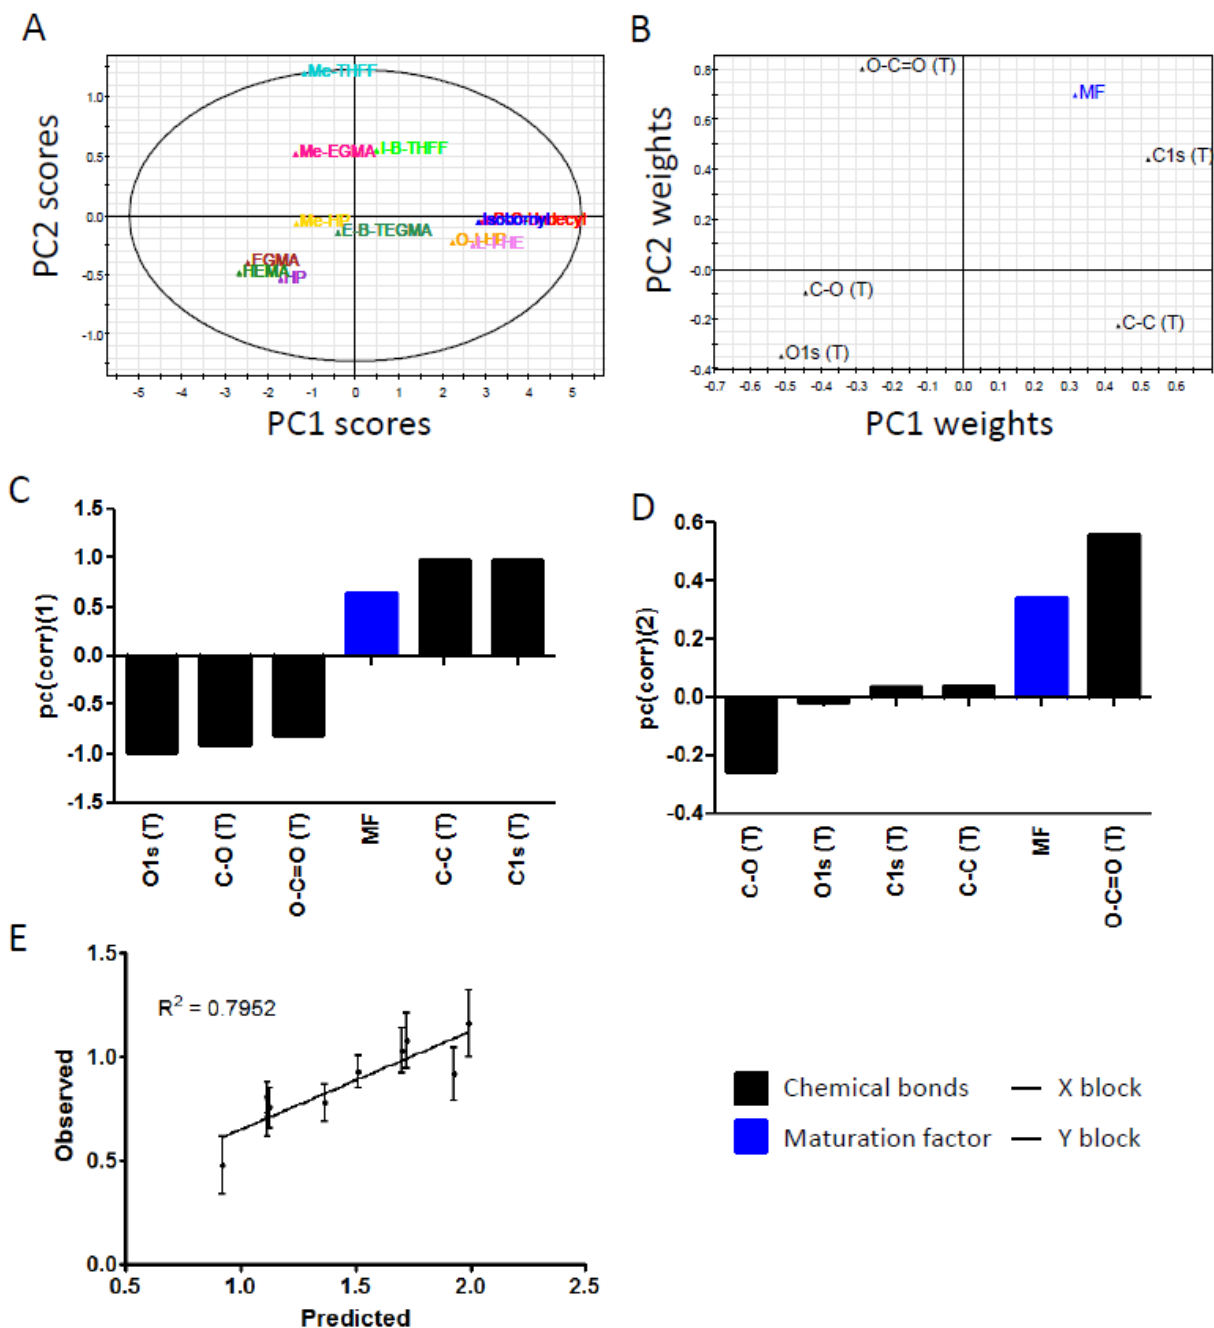 A
PC2 scores
1.0
0.5
0.0
-0.5
-1.0
Me-THFF
Me-EGMA
I-B-THFF
Me-HP
E-B-TEGMA
EGMA
HEMA
HP
-5 -4 -3 -2 -1 0 1 2 3 4 5
PC1 scores
B
PC2 weights
0.8
0.6
0.4
0.2
-0.0
-0.2
-0.4
O-C=O (T)
MF
C1s (T)
C-O (T)
C-C (T)
O1s (T)
-0.7 -0.6 -0.5 -0.4 -0.3 -0.2 -0.1 0.0 0.1 0.2 0.3 0.4 0.5 0.6
PC1 weights
C
pc(corr)(1)
1.5
1.0
0.5
0.0
-0.5
-1.0
-1.5
O1s (T)
C-O (T)
O-C=O (T)
MF
C-C (T)
C1s (T)
D
pc(corr)(2)
0.6
0.4
0.2
0.0
-0.2
-0.4
C-O (T)
O1s (T)
C1s (T)
C-C (T)
MF
O-C=O (T)
E
Observed
1.5
1.0
0.5
0.0
R² = 0.7952
0.5 1.0 1.5 2.0 2.5
Predicted
Chemical bonds — X block
Maturation factor — Y block